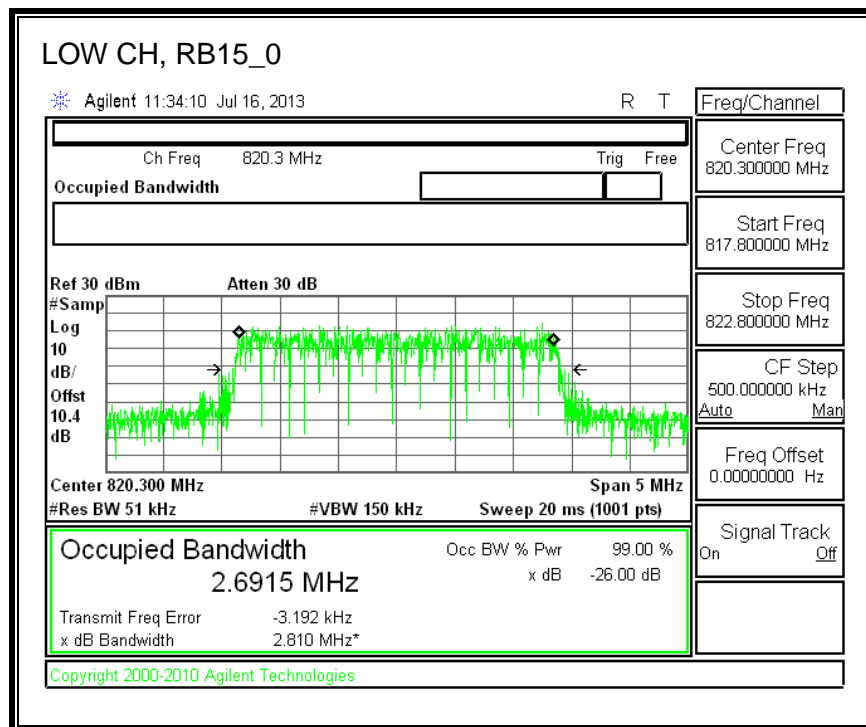 LOW CH, RB15_0
Agilent 11:34:10 Jul 16, 2013 R T
Freq/Channel
Ch Freq 820.3 MHz Trig Free
Occupied Bandwidth
Center Freq
820.300000 MHz
Start Freq
817.800000 MHz
Stop Freq
822.800000 MHz
CF Step
500.000000 kHz
Auto Man
Freq Offset
0.00000000 Hz
Signal Track
On Off
Ref 30 dBm Atten 30 dB
#Samp
Log
10
dB/
Offst
10.4
dB
Center 820.300 MHz Span 5 MHz
#Res BW 51 kHz #VBW 150 kHz Sweep 20 ms (1001 pts)
Occupied Bandwidth Occ BW % Pwr 99.00 %
2.6915 MHz x dB -26.00 dB
Transmit Freq Error -3.192 kHz
x dB Bandwidth 2.810 MHz*
Copyright 2000-2010 Agilent Technologies